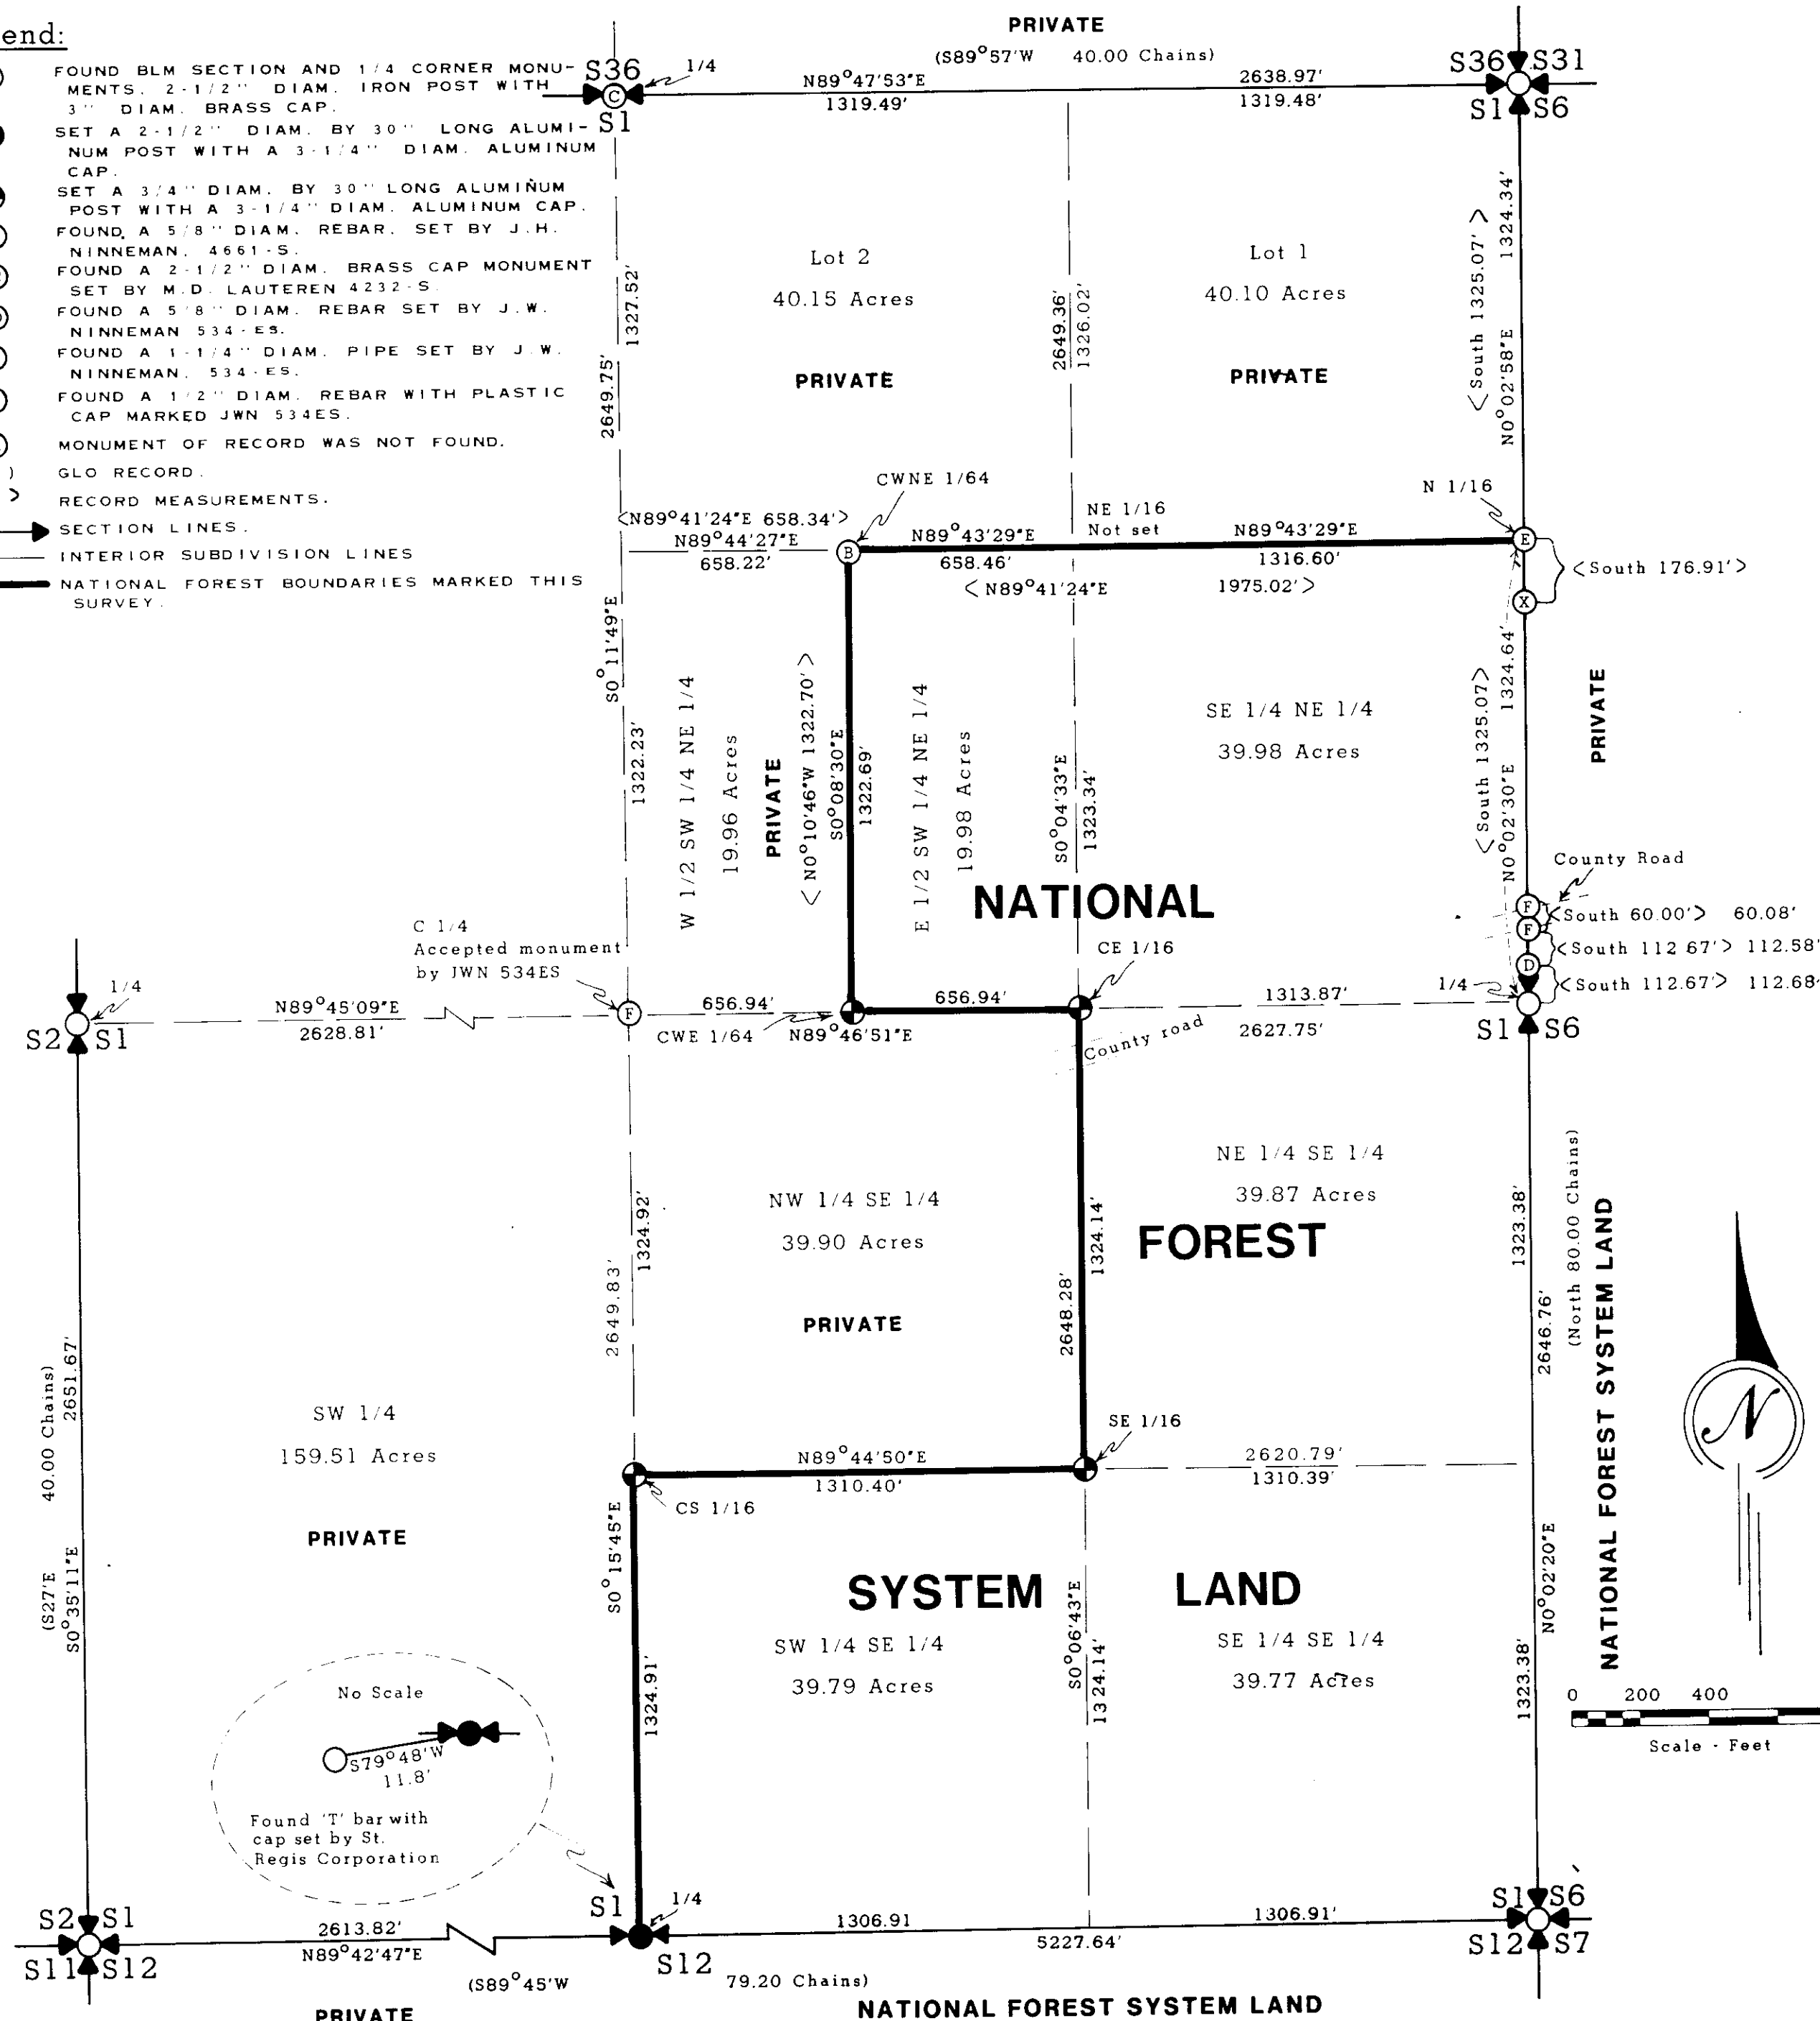 end:
FOUND BLM SECTION AND 1/4 CORNER MONU-
MENTS. 2-1/2" DIAM. IRON POST WITH
3" DIAM. BRASS CAP.
SET A 2-1/2" DIAM. BY 30" LONG ALUMI-
NUM POST WITH A 3-1/4" DIAM. ALUMINUM
CAP.
SET A 3/4" DIAM. BY 30" LONG ALUMINUM
POST WITH A 3-1/4" DIAM. ALUMINUM CAP.
FOUND A 5/8" DIAM. REBAR. SET BY J.H.
NINNEMAN. 4661-S.
FOUND A 2-1/2" DIAM. BRASS CAP MONUMENT
SET BY M.D. LAUTEREN 4232-S.
FOUND A 5/8" DIAM. REBAR SET BY J.W.
NINNEMAN 534-ES.
FOUND A 1-1/4" DIAM. PIPE SET BY J.W.
NINNEMAN. 534-ES.
FOUND A 1/2" DIAM. REBAR WITH PLASTIC
CAP MARKED JWN 534ES.
MONUMENT OF RECORD WAS NOT FOUND.
) GLO RECORD.
> RECORD MEASUREMENTS.
SECTION LINES.
INTERIOR SUBDIVISION LINES
NATIONAL FOREST BOUNDARIES MARKED THIS
SURVEY.
PRIVATE
(S89°57'W 40.00 Chains)
S36 1/4
C
S1
N89°47'53"E
1319.49'
2638.97'
1319.48'
S36 S31
S1 S6
1327.52'
2649.75'
Lot 2
40.15 Acres
PRIVATE
2649.36'
1326.02'
Lot 1
40.10 Acres
PRIVATE
<South 1325.07'>
1324.34'
N0°02'58"E
CWNE 1/64
<N89°41'24"E 658.34'>
N89°44'27"E
658.22'
B
N89°43'29"E
658.46'
NE 1/16
Not set
N89°43'29"E
1316.60'
<N89°41'24"E 1975.02'>
N 1/16
E
<South 176.91'>
X
S0°11'49"E
1322.23'
W 1/2 SW 1/4 NE 1/4
19.96 Acres
PRIVATE
<N0°10'46"W 1322.70'>
S0°08'30"E
1322.69'
E 1/2 SW 1/4 NE 1/4
19.98 Acres
S0°04'33"E
1323.34'
SE 1/4 NE 1/4
39.98 Acres
<South 1325.07>
1324.64'
N0°02'30"E
PRIVATE
NATIONAL
County Road
F
<South 60.00'> 60.08'
F
<South 112 67'> 112.58'
D
<South 112.67'> 112.68'
C 1/4
Accepted monument
by JWN 534ES
F
CE 1/16
1/4
S2 S1
N89°45'09"E
2628.81'
656.94'
CWE 1/64
N89°46'51"E
656.94'
1313.87'
2627.75'
County road
1/4
S1 S6
1324.92'
2649.83'
NW 1/4 SE 1/4
39.90 Acres
PRIVATE
1324.14'
2648.28'
NE 1/4 SE 1/4
39.87 Acres
FOREST
1323.38'
2646.76'
(North 80.00 Chains)
NATIONAL FOREST SYSTEM LAND
N
(S27'E 40.00 Chains)
2651.67'
S0°35'11"E
SW 1/4
159.51 Acres
PRIVATE
N89°44'50"E
1310.40'
CS 1/16
SE 1/16
2620.79'
1310.39'
S0°15'45"E
1324.91'
SYSTEM LAND
SW 1/4 SE 1/4
39.79 Acres
S0°06'43"E
1324.14'
SE 1/4 SE 1/4
39.77 Acres
N0°02'20"E
1323.38'
0 200 400
Scale - Feet
No Scale
S79°48'W
11.8'
Found 'T' bar with
cap set by St.
Regis Corporation
S2 S1
S11 S12
2613.82'
N89°42'47"E
S1 1/4
S12
1306.91
1306.91'
5227.64'
S1 S6
S12 S7
(S89°45'W 79.20 Chains)
PRIVATE
NATIONAL FOREST SYSTEM LAND